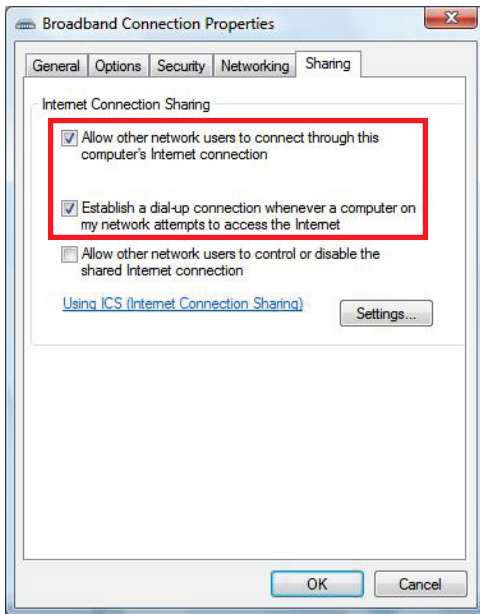 Broadband Connection Properties
X
General Options Security Networking Sharing
Internet Connection Sharing
Allow other network users to connect through this
computer's Internet connection
Establish a dial-up connection whenever a computer on
my network attempts to access the Internet
Allow other network users to control or disable the
shared Internet connection
Using ICS (Internet Connection Sharing)
Settings...
OK Cancel